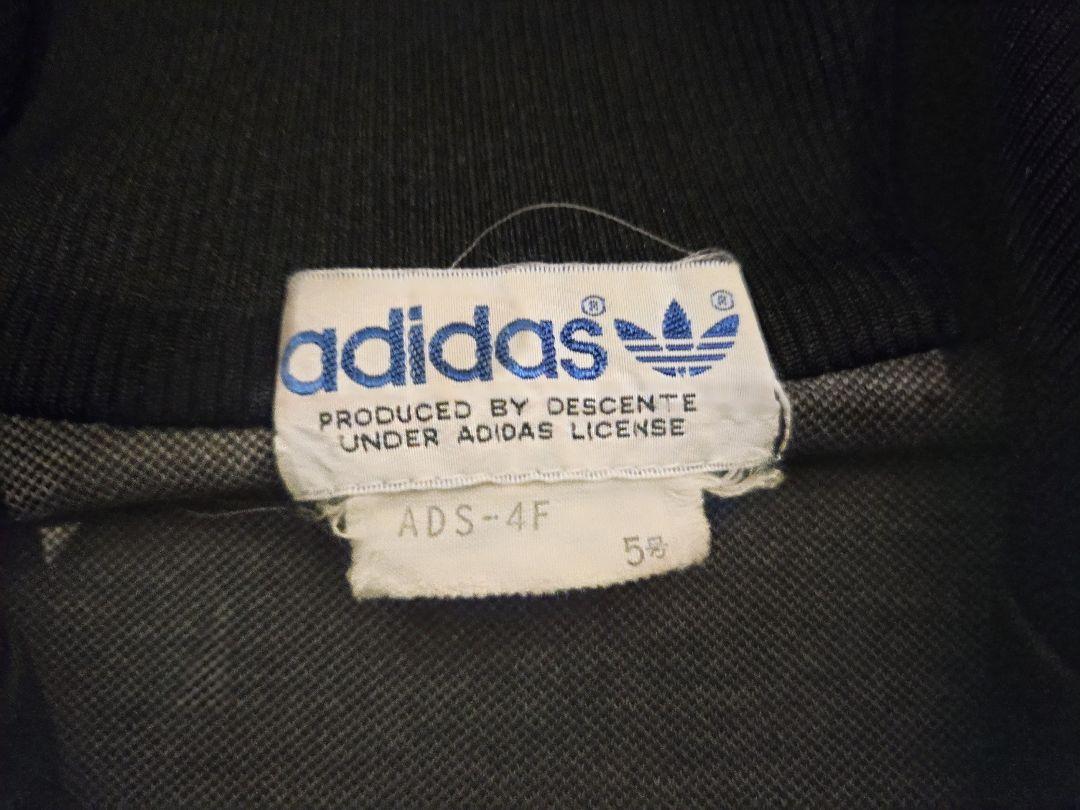 adidas®
®
PRODUCED BY DESCENTE
UNDER ADIDAS LICENSE
ADS-4F
5号